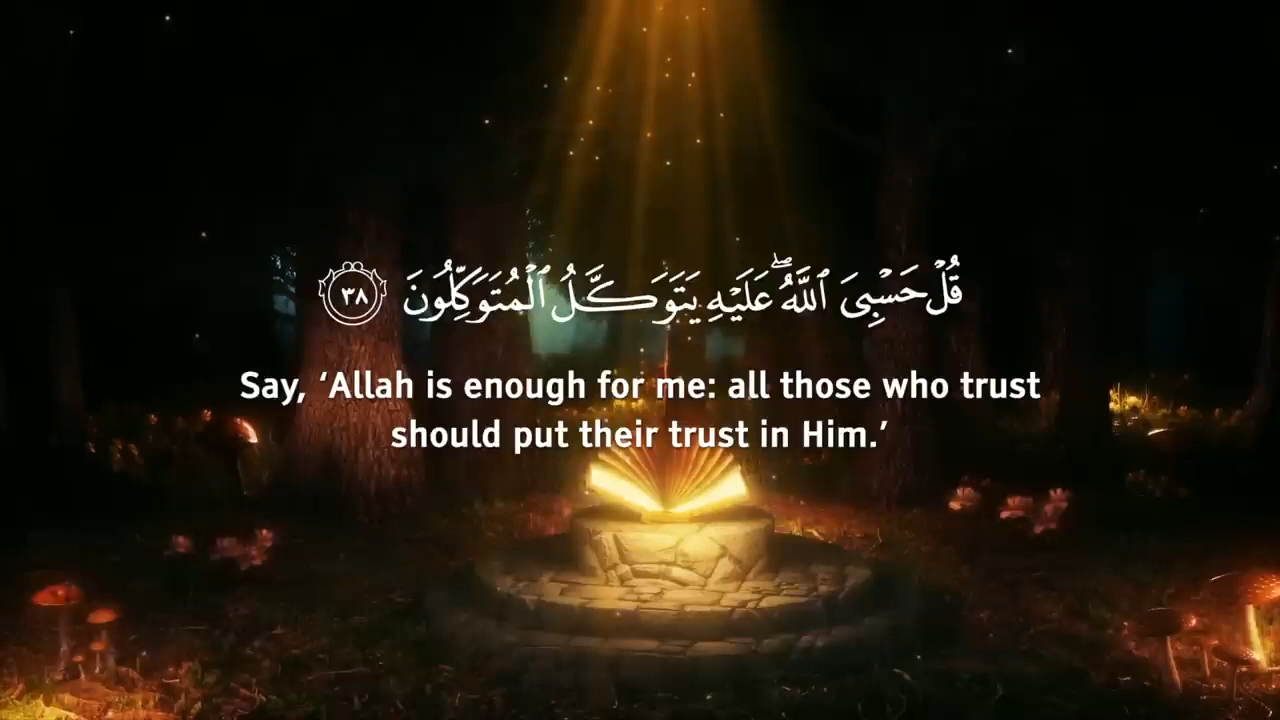 قُلْ حَسْبِىَ ٱللَّهُ ۖ عَلَيْهِ يَتَوَكَّلُ ٱلْمُتَوَكِّلُونَ ٣٨
Say, ‘Allah is enough for me: all those who trust
should put their trust in Him.’